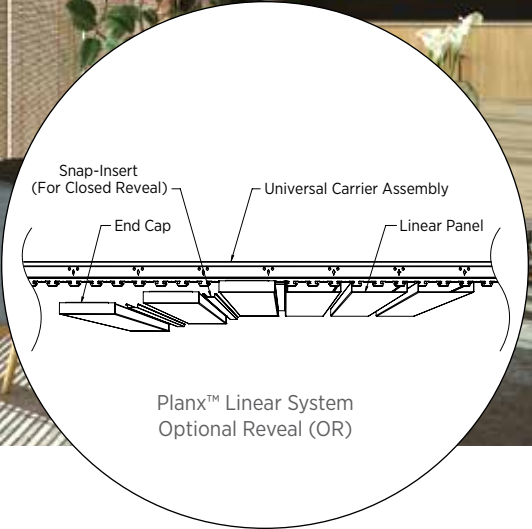 Snap-Insert
(For Closed Reveal)
Universal Carrier Assembly
End Cap
Linear Panel
Planx™ Linear System
Optional Reveal (OR)